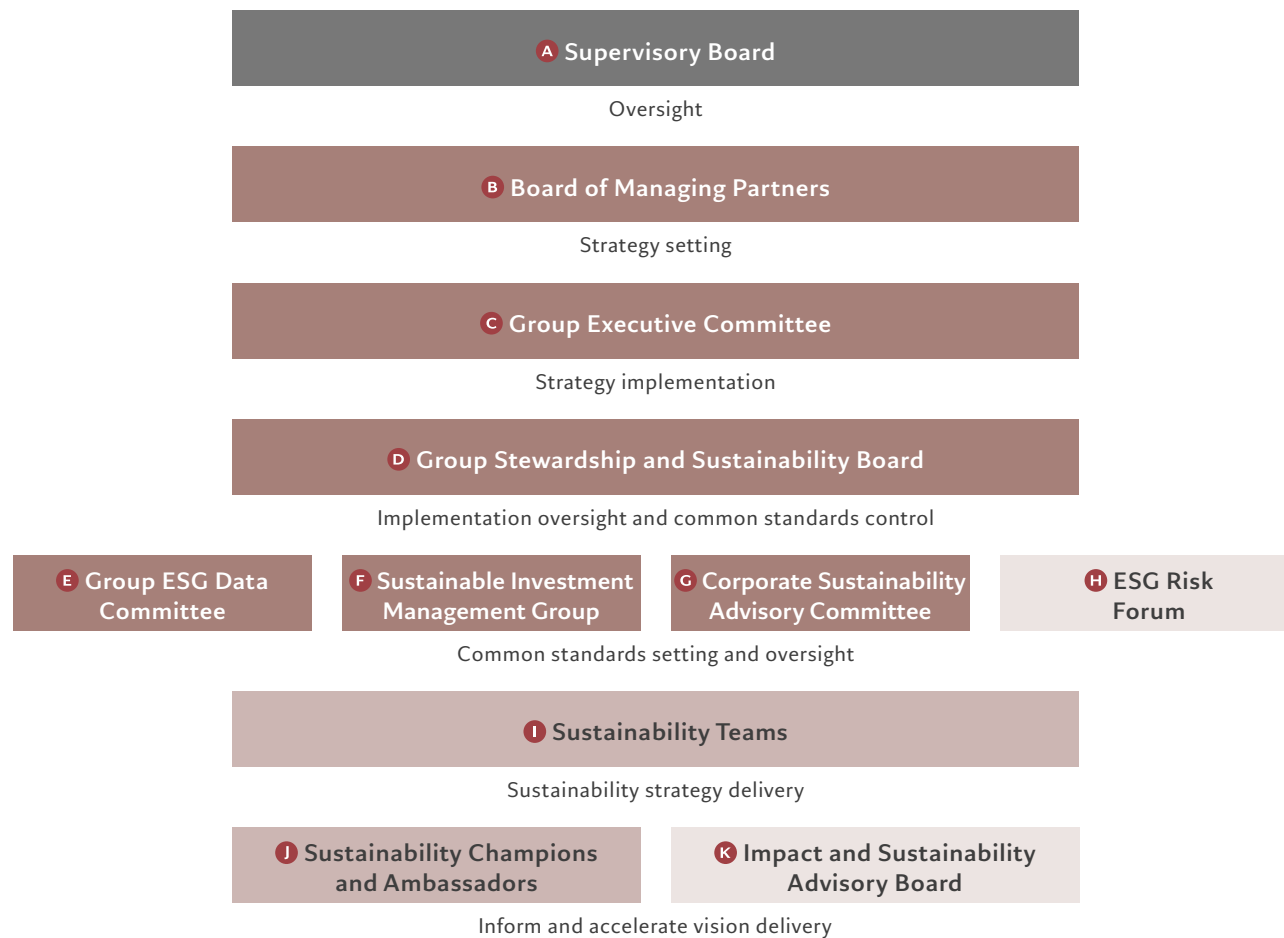 A Supervisory Board
Oversight
B Board of Managing Partners
Strategy setting
C Group Executive Committee
Strategy implementation
D Group Stewardship and Sustainability Board
Implementation oversight and common standards control
E Group ESG Data
Committee
F Sustainable Investment
Management Group
G Corporate Sustainability
Advisory Committee
H ESG Risk
Forum
Common standards setting and oversight
I Sustainability Teams
Sustainability strategy delivery
J Sustainability Champions
and Ambassadors
K Impact and Sustainability
Advisory Board
Inform and accelerate vision delivery